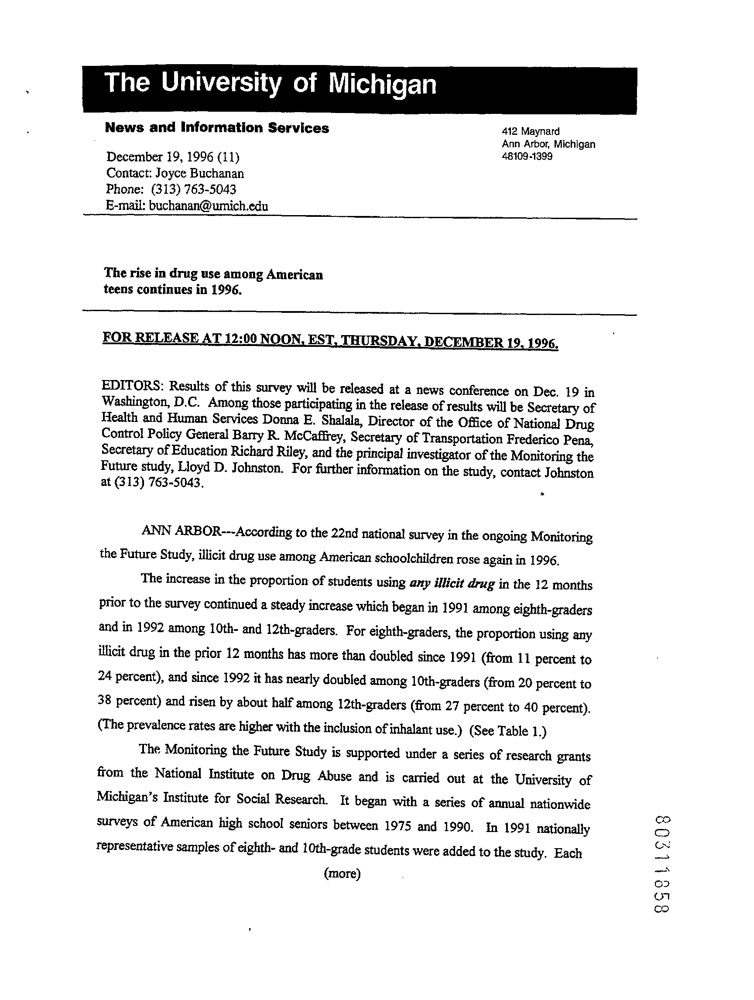 The University of Michigan
News and Information Services
412 Maynard
Ann Arbor, Michigan
48109-1399
December 19, 1996 (11)
Contact: Joyce Buchanan
Phone: (313) 763-5043
E-mail: buchanan@umich.edu
The rise in drug use among American
teens continues in 1996.
FOR RELEASE AT 12:00 NOON, EST, THURSDAY, DECEMBER 19, 1996.
EDITORS: Results of this survey will be released at a news conference on Dec. 19 in
Washington, D.C. Among those participating in the release of results will be Secretary of
Health and Human Services Donna E. Shalala, Director of the Office of National Drug
Control Policy General Barry R. McCaffrey, Secretary of Transportation Frederico Pena,
Secretary of Education Richard Riley, and the principal investigator of the Monitoring the
Future study, Lloyd D. Johnston. For further information on the study, contact Johnston
at (313) 763-5043.
ANN ARBOR---According to the 22nd national survey in the ongoing Monitoring
the Future Study, illicit drug use among American schoolchildren rose again in 1996.
The increase in the proportion of students using any illicit drug in the 12 months
prior to the survey continued a steady increase which began in 1991 among eighth-graders
and in 1992 among 10th- and 12th-graders. For eighth-graders, the proportion using any
illicit drug in the prior 12 months has more than doubled since 1991 (from 11 percent to
24 percent), and since 1992 it has nearly doubled among 10th-graders (from 20 percent to
38 percent) and risen by about half among 12th-graders (from 27 percent to 40 percent).
(The prevalence rates are higher with the inclusion of inhalant use.) (See Table 1.)
The Monitoring the Future Study is supported under a series of research grants
from the National Institute on Drug Abuse and is carried out at the University of
Michigan's Institute for Social Research. It began with a series of annual nationwide
surveys of American high school seniors between 1975 and 1990. In 1991 nationally
representative samples of eighth- and 10th-grade students were added to the study. Each
(more)
80311858